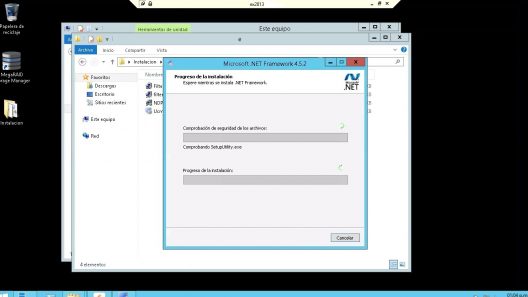 ex2013
Papelera de
reciclaje
Herramientas de unidad
Este equipo
Archivo
Inicio
Compartir
Vista
Instalacion
Nombre
Favoritos
Descargas
Escritorio
Sitios recientes
Este equipo
Red
4 elementos
Microsoft .NET Framework 4.5.2
Progreso de la instalación
Espere mientras se instala .NET Framework.
Microsoft
.NET
Comprobación de seguridad de los archivos:
Comprobando SetupUtility.exe
Progreso de la instalación:
Cancelar
MegaRAID
Storage Manager
Instalacion